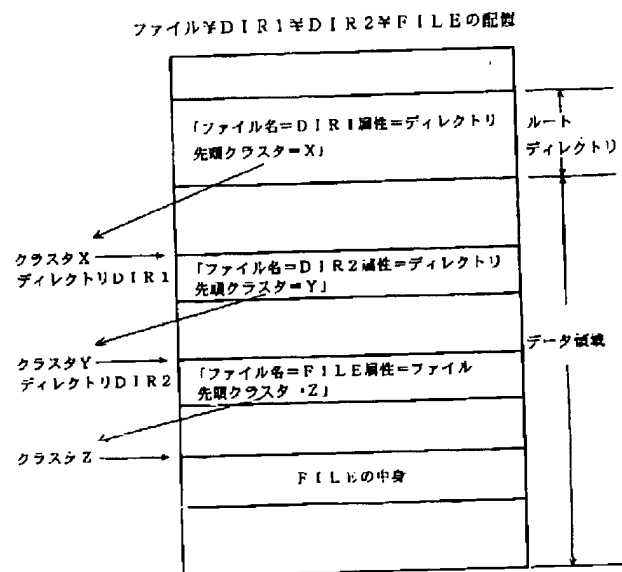 ファイル¥DIR1¥DIR2¥FILEの配置
「ファイル名=DIR1属性=ディレクトリ
先頭クラスタ=X」
ルート
ディレクトリ
クラスタX
ディレクトリDIR1
「ファイル名=DIR2属性=ディレクトリ
先頭クラスタ=Y」
データ領域
クラスタY
ディレクトリDIR2
「ファイル名=FILE属性=ファイル
先頭クラスタ・Z」
クラスタZ
FILEの中身